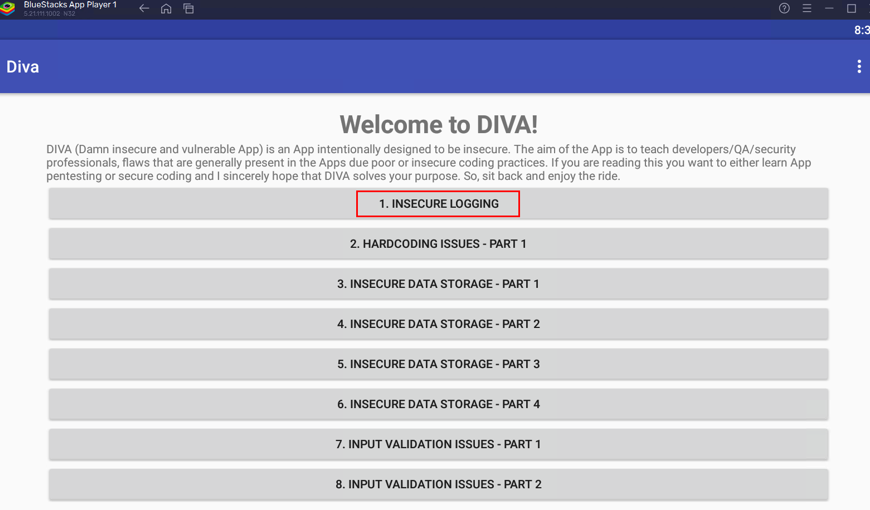 BlueStacks App Player 1
5.21.111.1002 N32
8:3
Diva
Welcome to DIVA!
DIVA (Damn insecure and vulnerable App) is an App intentionally designed to be insecure. The aim of the App is to teach developers/QA/security
professionals, flaws that are generally present in the Apps due poor or insecure coding practices. If you are reading this you want to either learn App
pentesting or secure coding and I sincerely hope that DIVA solves your purpose. So, sit back and enjoy the ride.
1. INSECURE LOGGING
2. HARDCODING ISSUES - PART 1
3. INSECURE DATA STORAGE - PART 1
4. INSECURE DATA STORAGE - PART 2
5. INSECURE DATA STORAGE - PART 3
6. INSECURE DATA STORAGE - PART 4
7. INPUT VALIDATION ISSUES - PART 1
8. INPUT VALIDATION ISSUES - PART 2